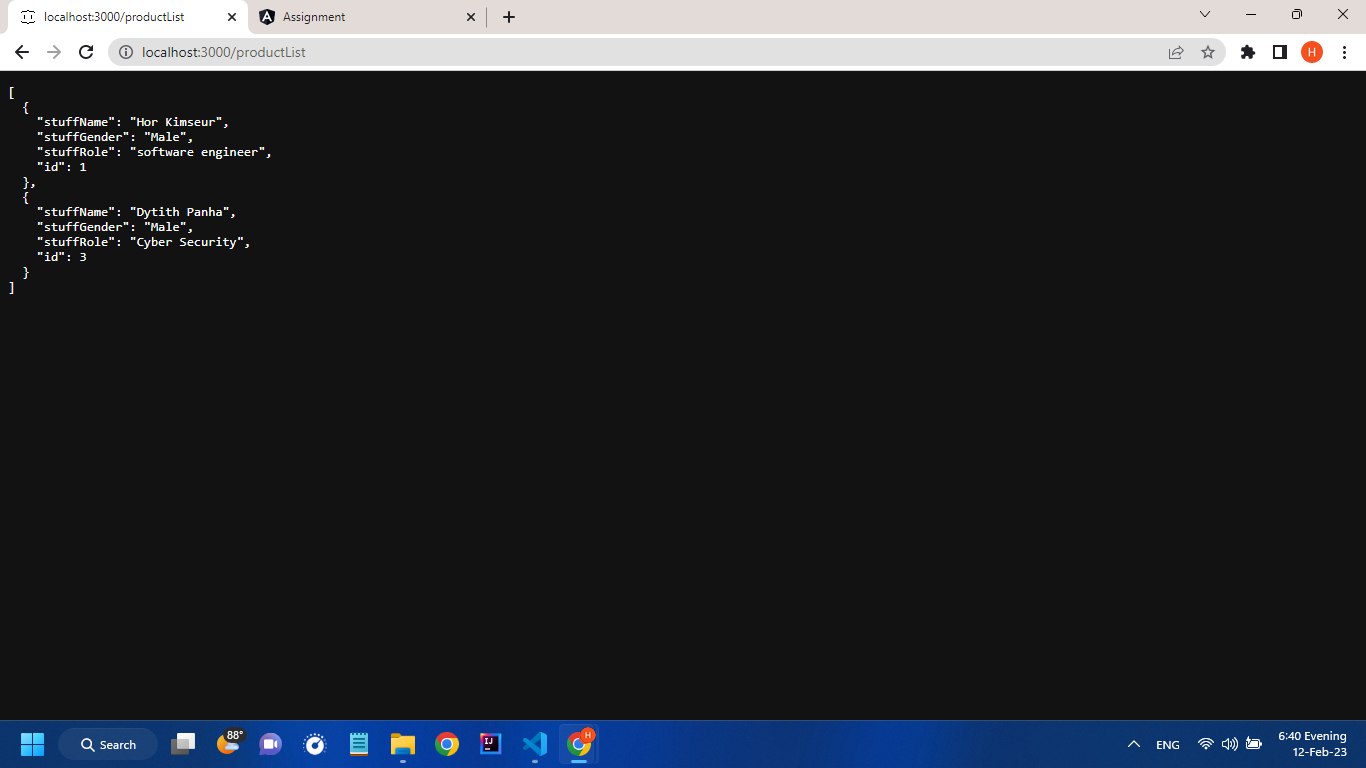 localhost:3000/productList
Assignment
localhost:3000/productList
H
[
  {
    "stuffName": "Hor Kimseur",
    "stuffGender": "Male",
    "stuffRole": "software engineer",
    "id": 1
  },
  {
    "stuffName": "Dytith Panha",
    "stuffGender": "Male",
    "stuffRole": "Cyber Security",
    "id": 3
  }
]
Search
88°
IJ
H
ENG
6:40 Evening
12-Feb-23